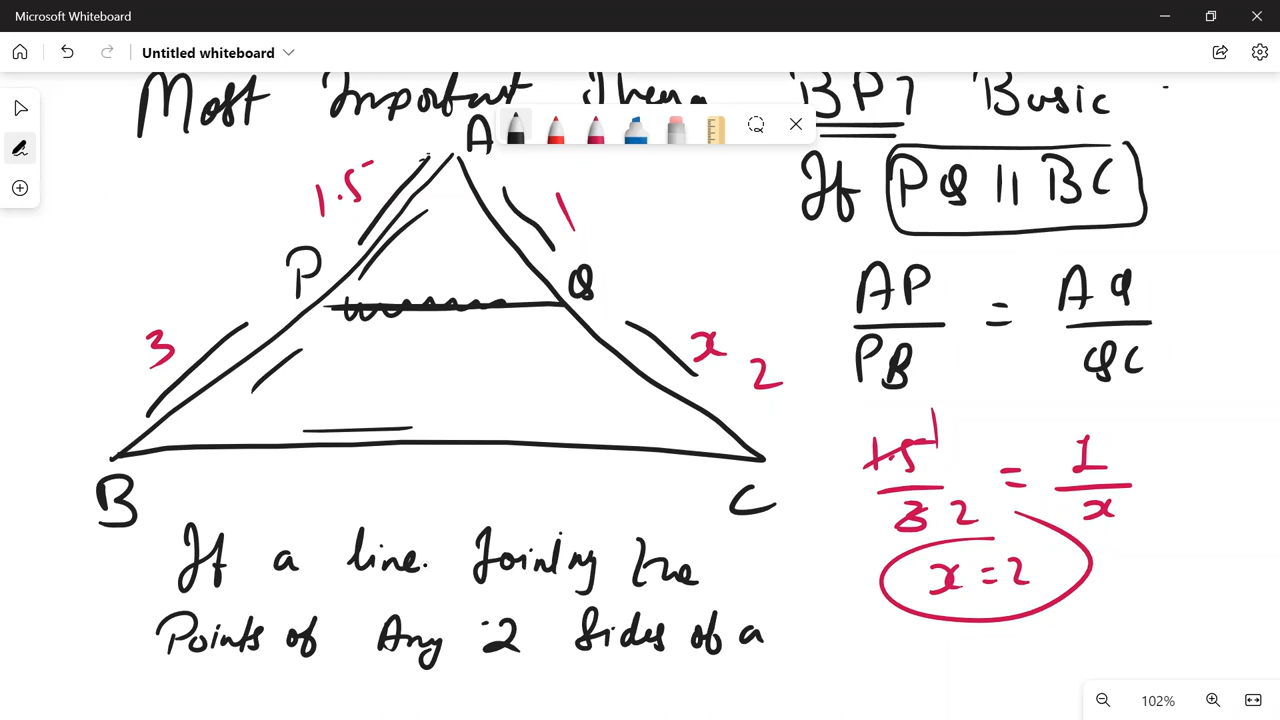 Microsoft Whiteboard
Untitled whiteboard
Most Important BPT Basic
A
If PQ || BC
1.5
1
P
Q
AP/PB = AQ/QC
3
x
2
1.5 1/3 2 = 1/x
B
C
x = 2
If a line. Joining the
Points of Any 2 Sides of a
102%